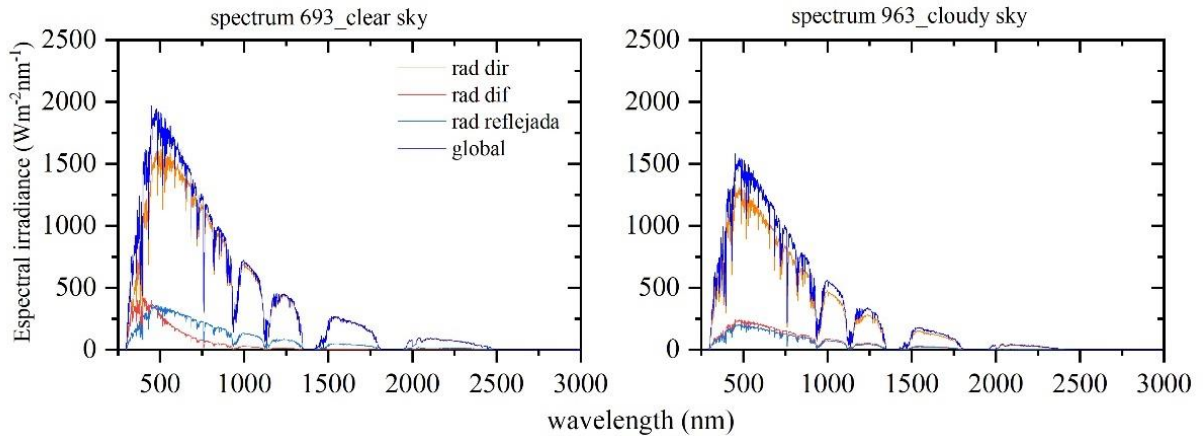 spectrum 693_clear sky
spectrum 963_cloudy sky
Espectral irradiance (Wm-2nm-1)
2500
2000
1500
1000
500
0
rad dir
rad dif
rad reflejada
global
500 1000 1500 2000 2500 3000
2500
2000
1500
1000
500
0
500 1000 1500 2000 2500 3000
wavelength (nm)